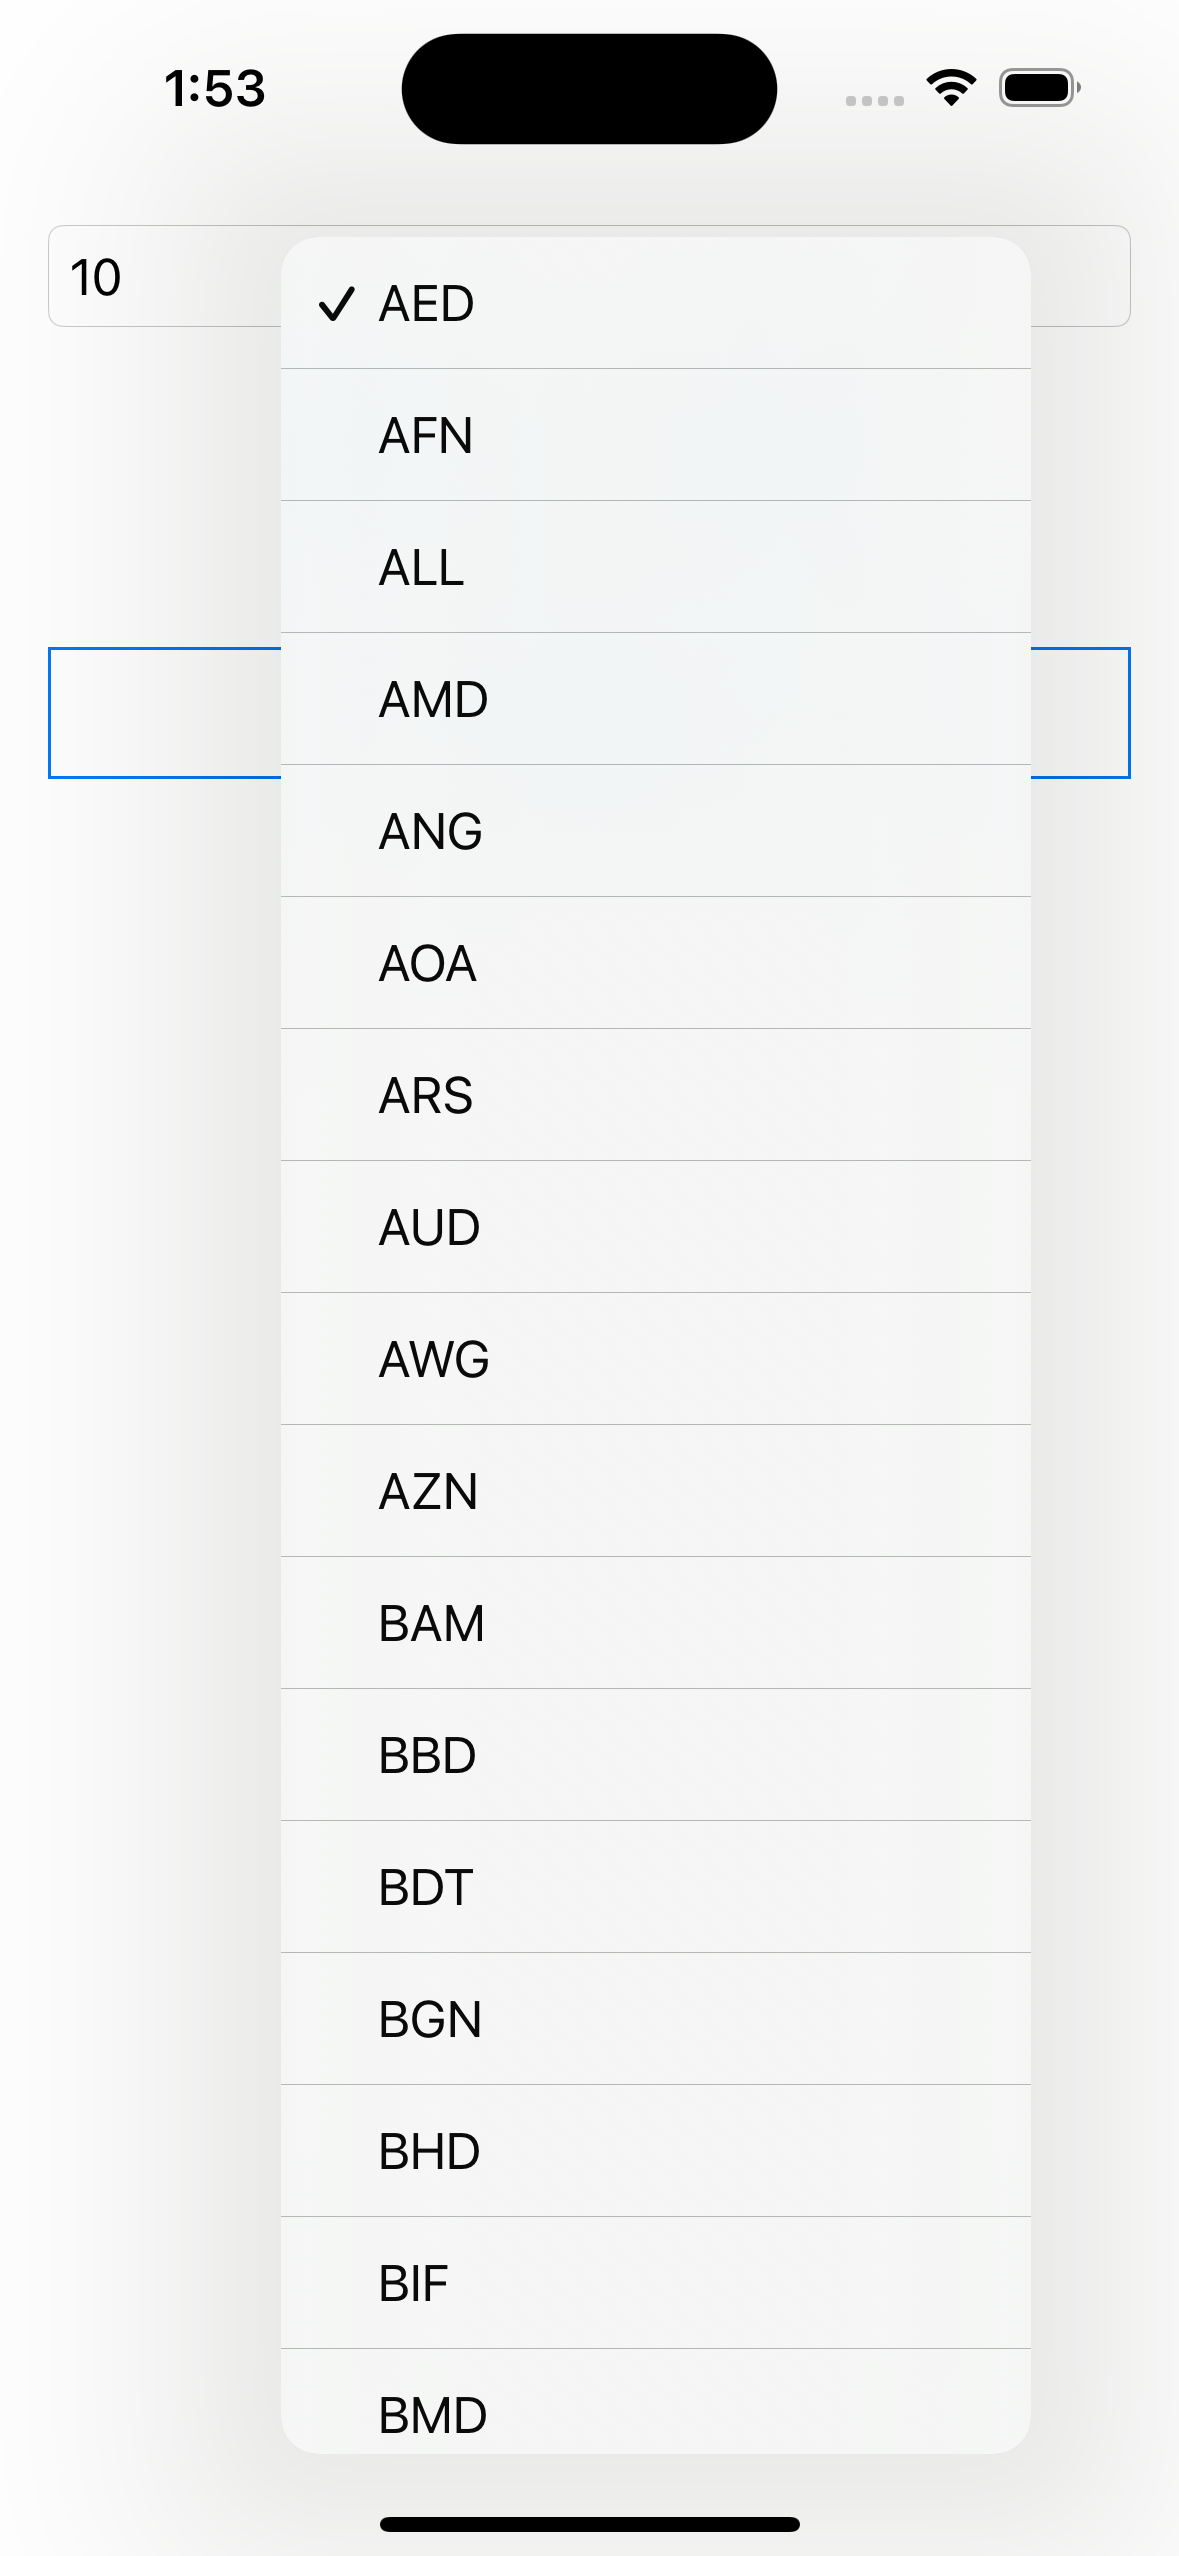 1:53
10
AED
AFN
ALL
AMD
ANG
AOA
ARS
AUD
AWG
AZN
BAM
BBD
BDT
BGN
BHD
BIF
BMD